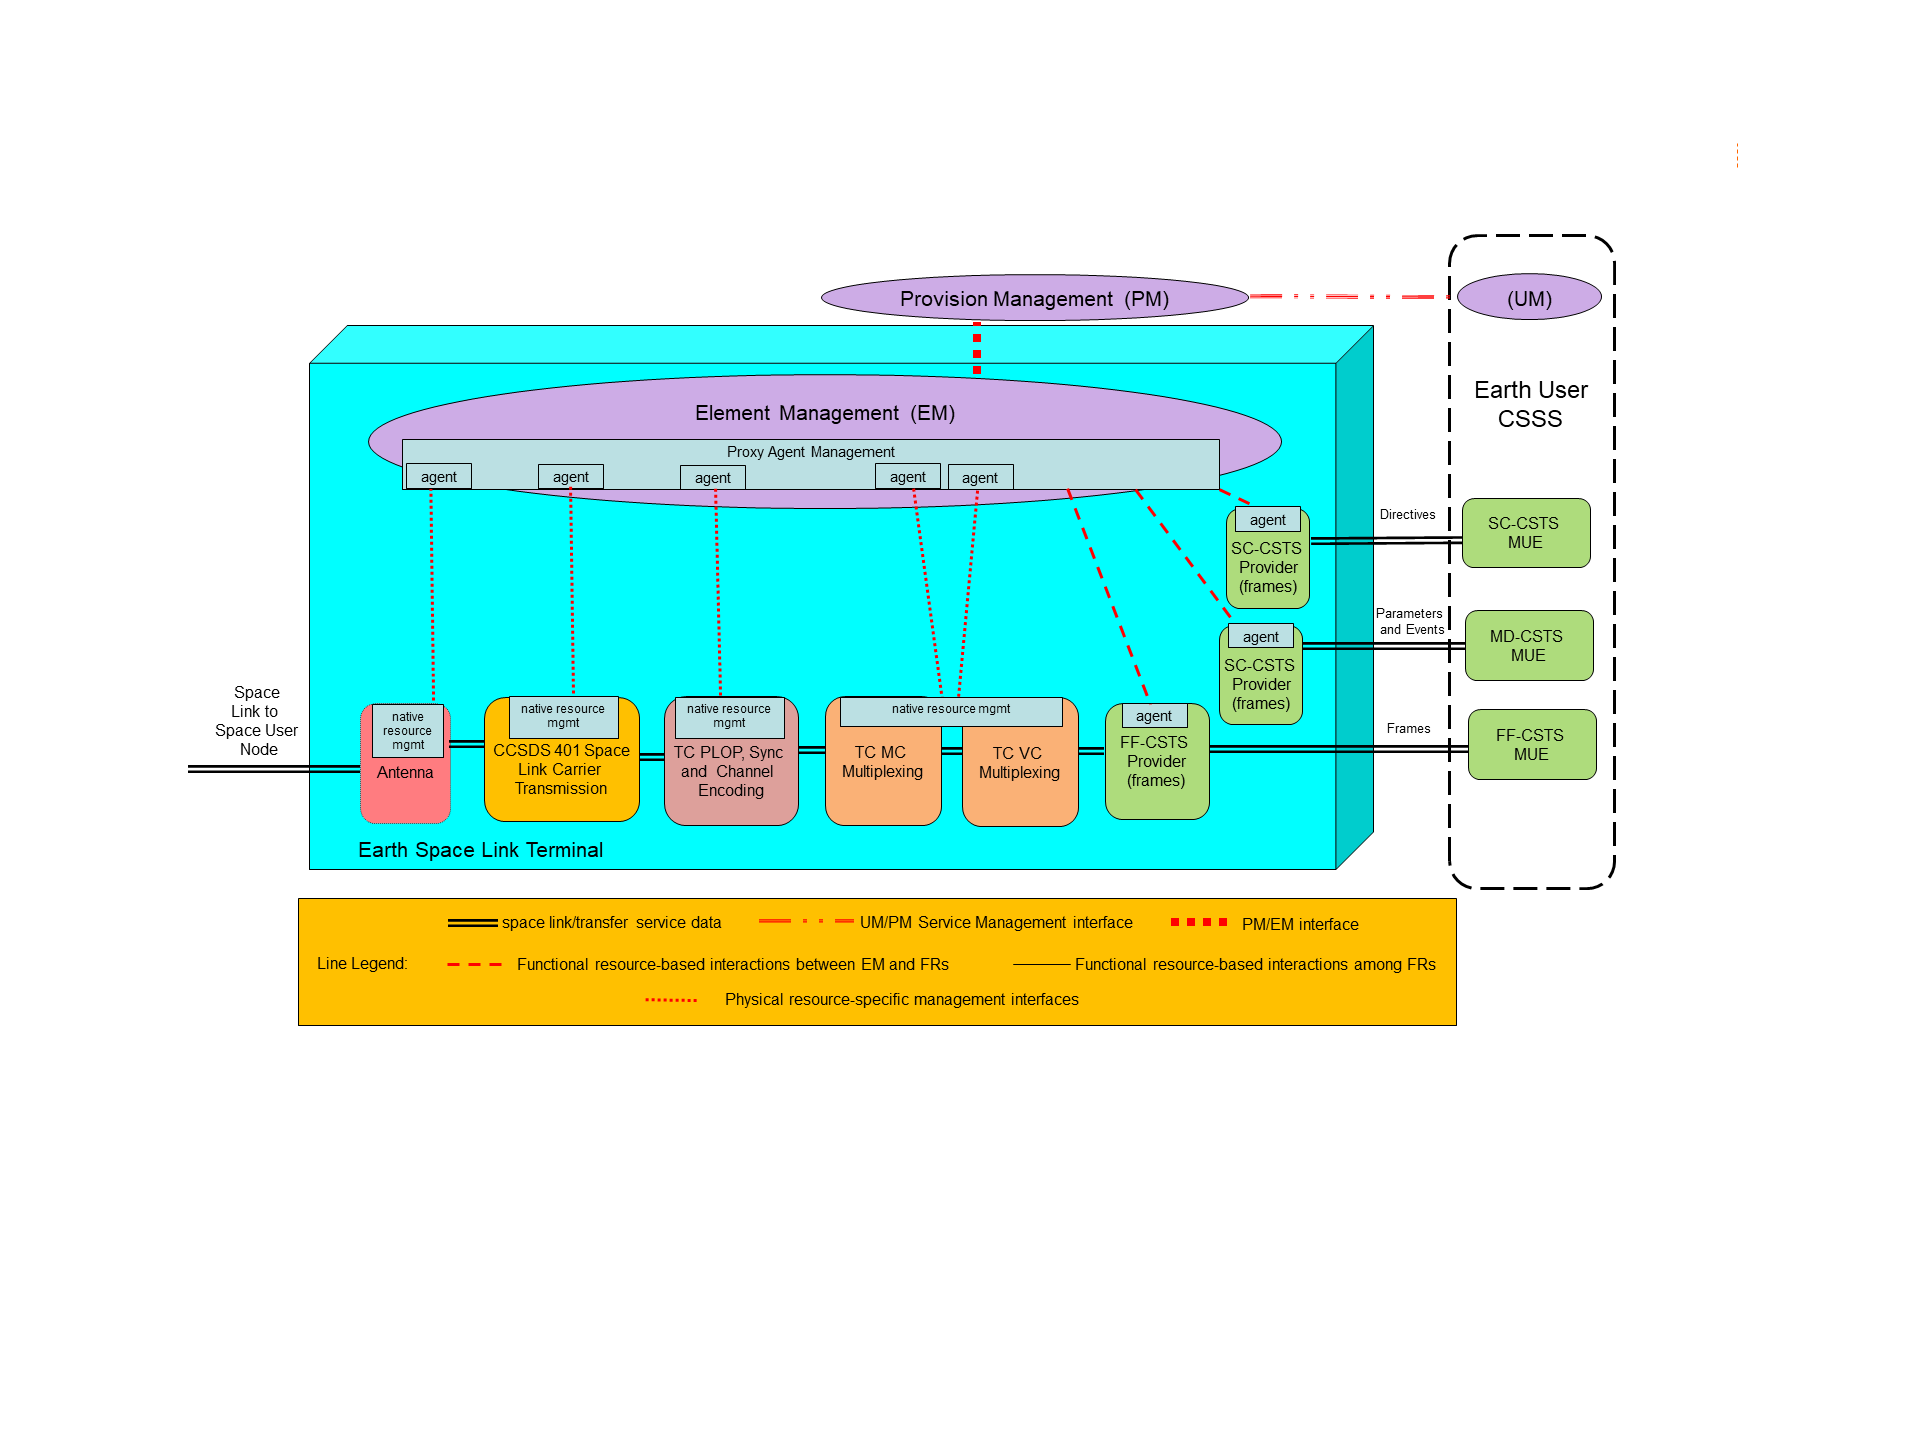 Provision Management (PM)
(UM)
Earth User
CSSS
Element Management (EM)
Proxy Agent Management
agent
agent
agent
agent
agent
agent
SC-CSTS
Provider
(frames)
Directives
SC-CSTS
MUE
agent
SC-CSTS
Provider
(frames)
Parameters
and Events
MD-CSTS
MUE
Space
Link to
Space User
Node
native
resource
mgmt
Antenna
native resource
mgmt
CCSDS 401 Space
Link Carrier
Transmission
native resource
mgmt
TC PLOP, Sync
and Channel
Encoding
native resource mgmt
TC MC
Multiplexing
TC VC
Multiplexing
agent
FF-CSTS
Provider
(frames)
Frames
FF-CSTS
MUE
Earth Space Link Terminal
space link/transfer service data
UM/PM Service Management interface
PM/EM interface
Line Legend:
Functional resource-based interactions between EM and FRs
Functional resource-based interactions among FRs
Physical resource-specific management interfaces